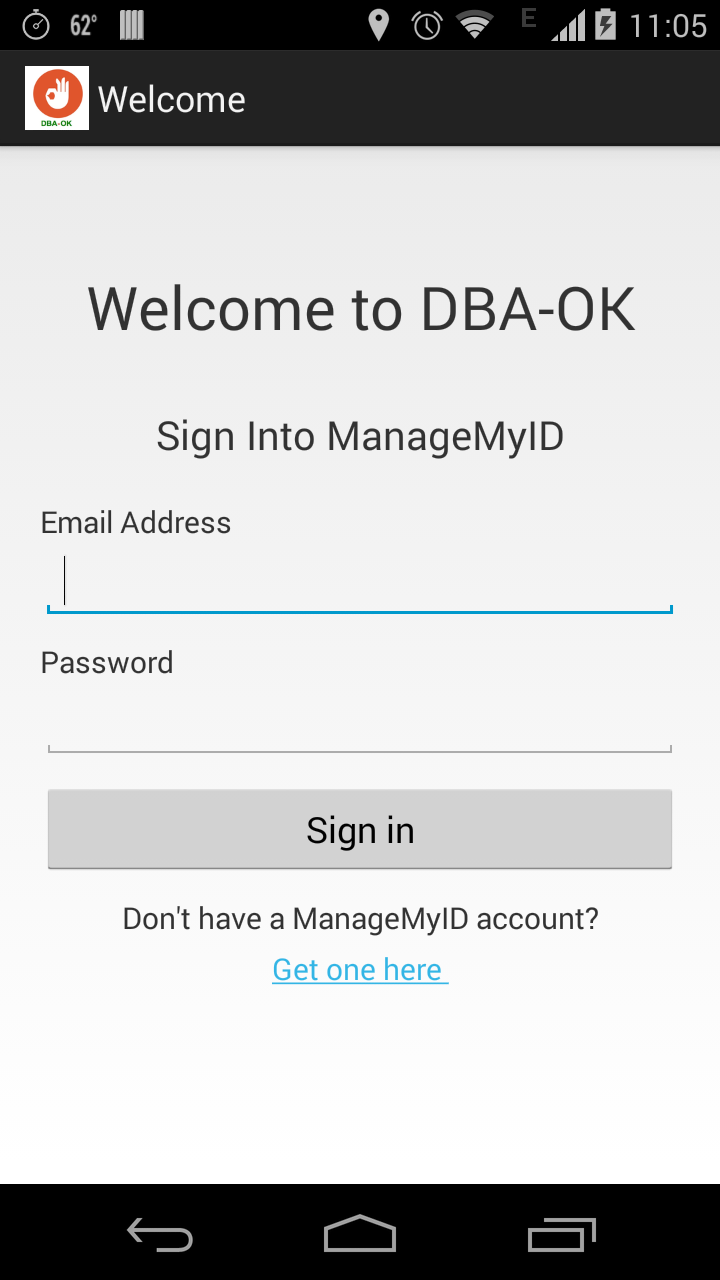 62° E 11:05
DBA-OK Welcome
Welcome to DBA-OK
Sign Into ManageMyID
Email Address
Password
Sign in
Don't have a ManageMyID account?
Get one here